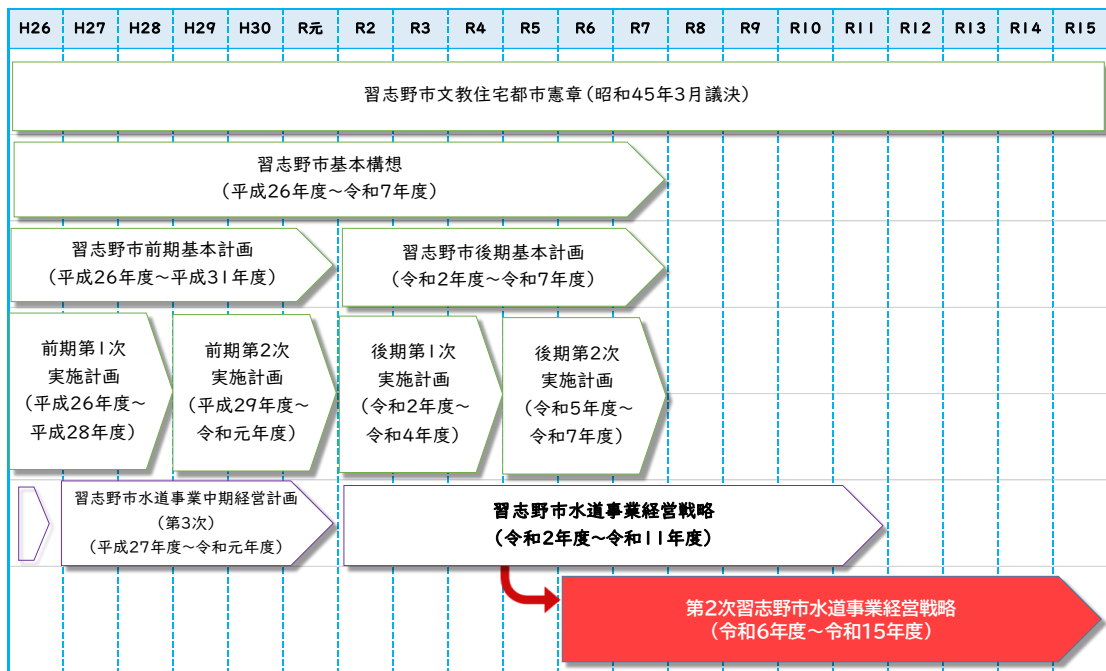 H26 H27 H28 H29 H30 R元 R2 R3 R4 R5 R6 R7 R8 R9 R10 R11 R12 R13 R14 R15
習志野市文教住宅都市憲章(昭和45年3月議決)
習志野市基本構想
(平成26年度~令和7年度)
習志野市前期基本計画
(平成26年度~平成31年度)
習志野市後期基本計画
(令和2年度~令和7年度)
前期第1次
実施計画
(平成26年度~
平成28年度)
前期第2次
実施計画
(平成29年度~
令和元年度)
後期第1次
実施計画
(令和2年度~
令和4年度)
後期第2次
実施計画
(令和5年度~
令和7年度)
習志野市水道事業中期経営計画
(第3次)
(平成27年度~令和元年度)
習志野市水道事業経営戦略
(令和2年度~令和11年度)
第2次習志野市水道事業経営戦略
(令和6年度~令和15年度)